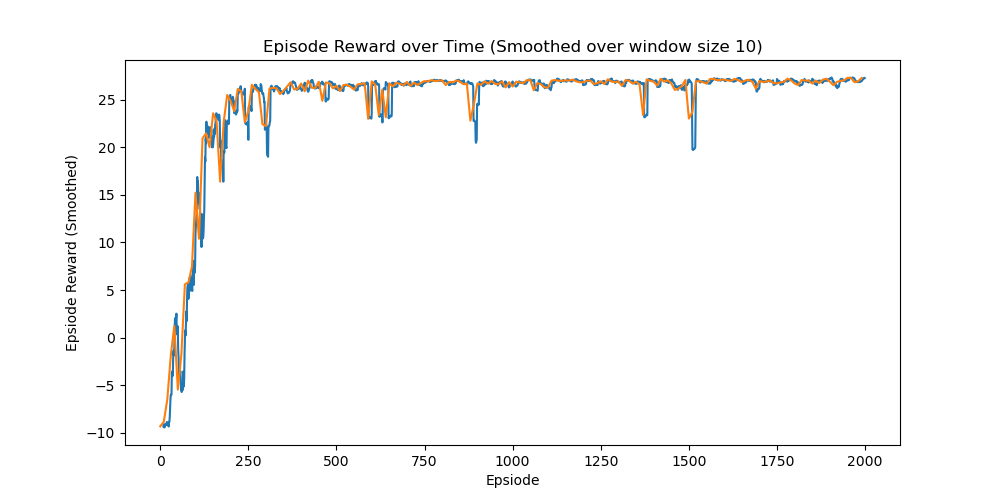 Episode Reward over Time (Smoothed over window size 10)
Epsiode Reward (Smoothed)
25
20
15
10
5
0
−5
−10
0 250 500 750 1000 1250 1500 1750 2000
Epsiode